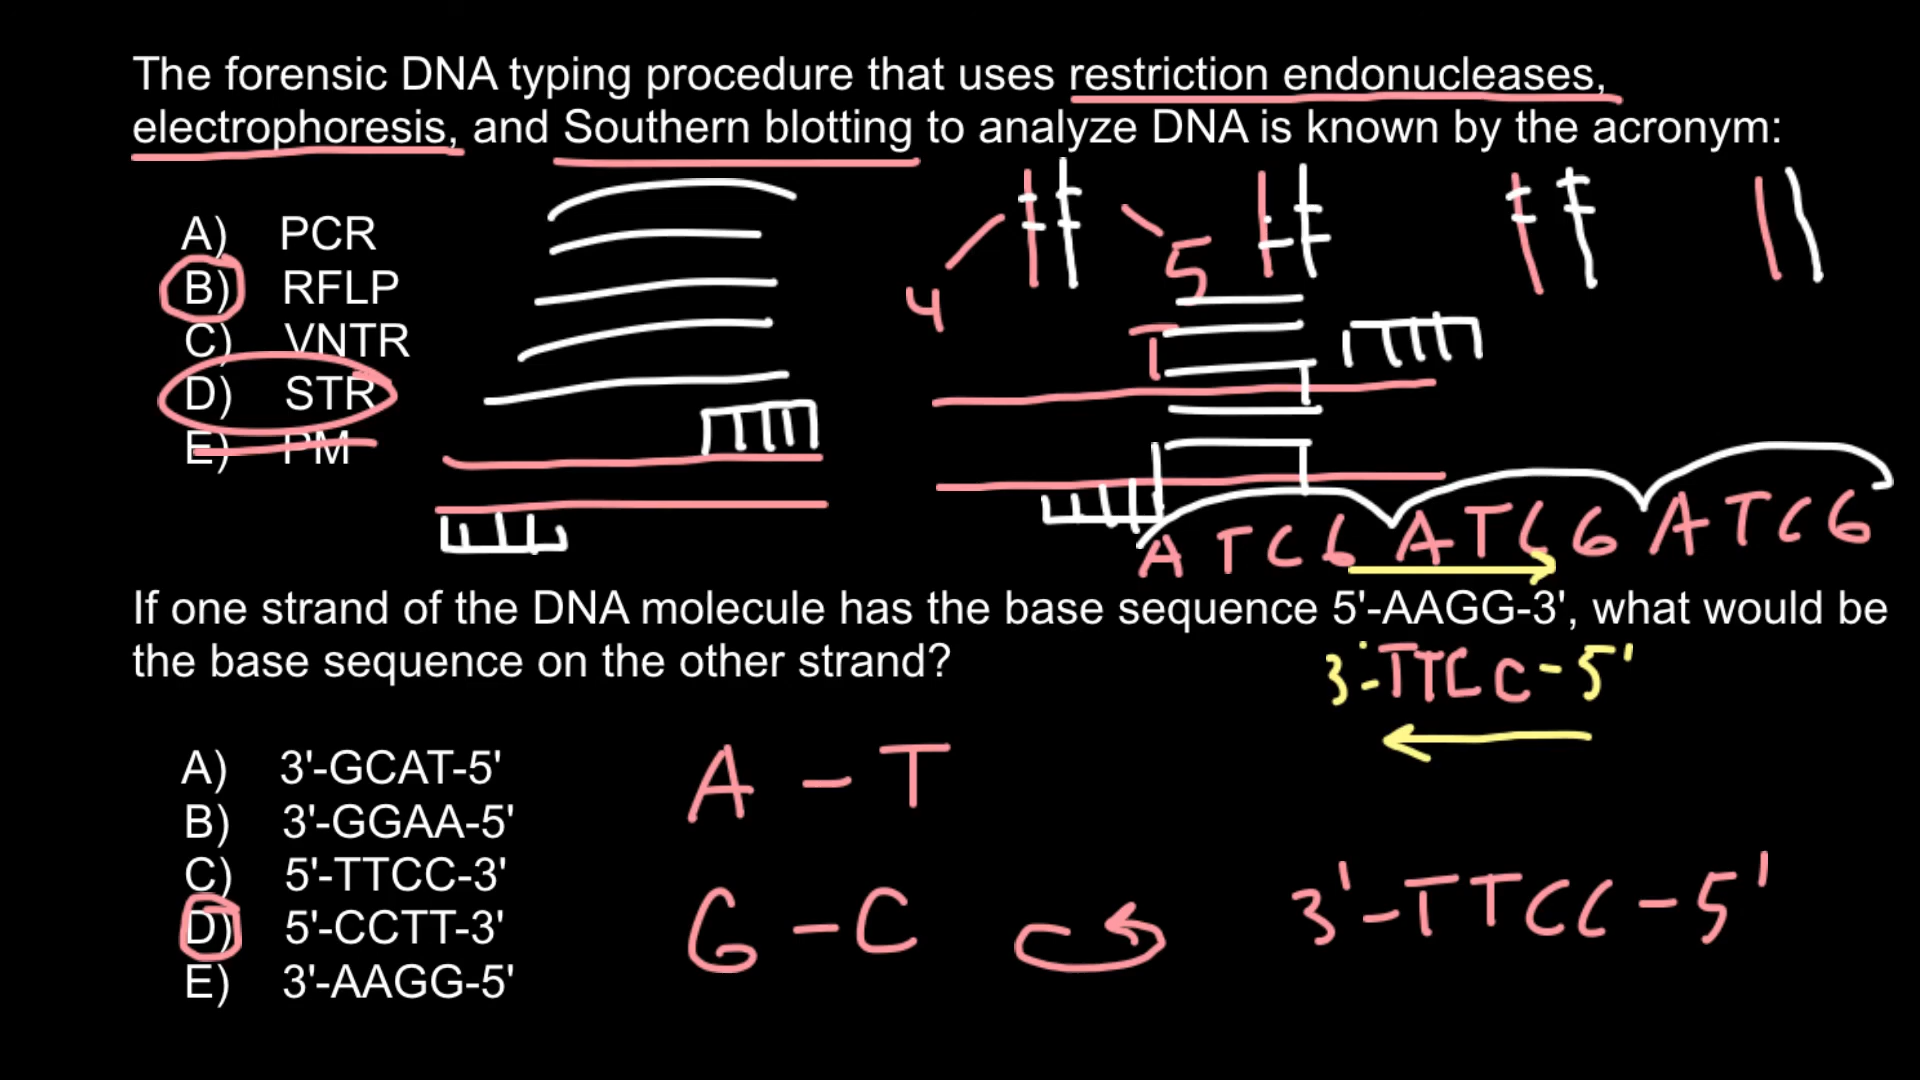 The forensic DNA typing procedure that uses restriction endonucleases,
electrophoresis, and Southern blotting to analyze DNA is known by the acronym:
A) PCR
B) RFLP
C) VNTR
D) STR
E) PM
4
5
T
A T C G A T C G A T C G
If one strand of the DNA molecule has the base sequence 5'-AAGG-3', what would be
the base sequence on the other strand?
3'-TTCC-5'
A) 3'-GCAT-5'
B) 3'-GGAA-5'
C) 5'-TTCC-3'
D) 5'-CCTT-3'
E) 3'-AAGG-5'
A - T
G - C
3'-TTCC-5'